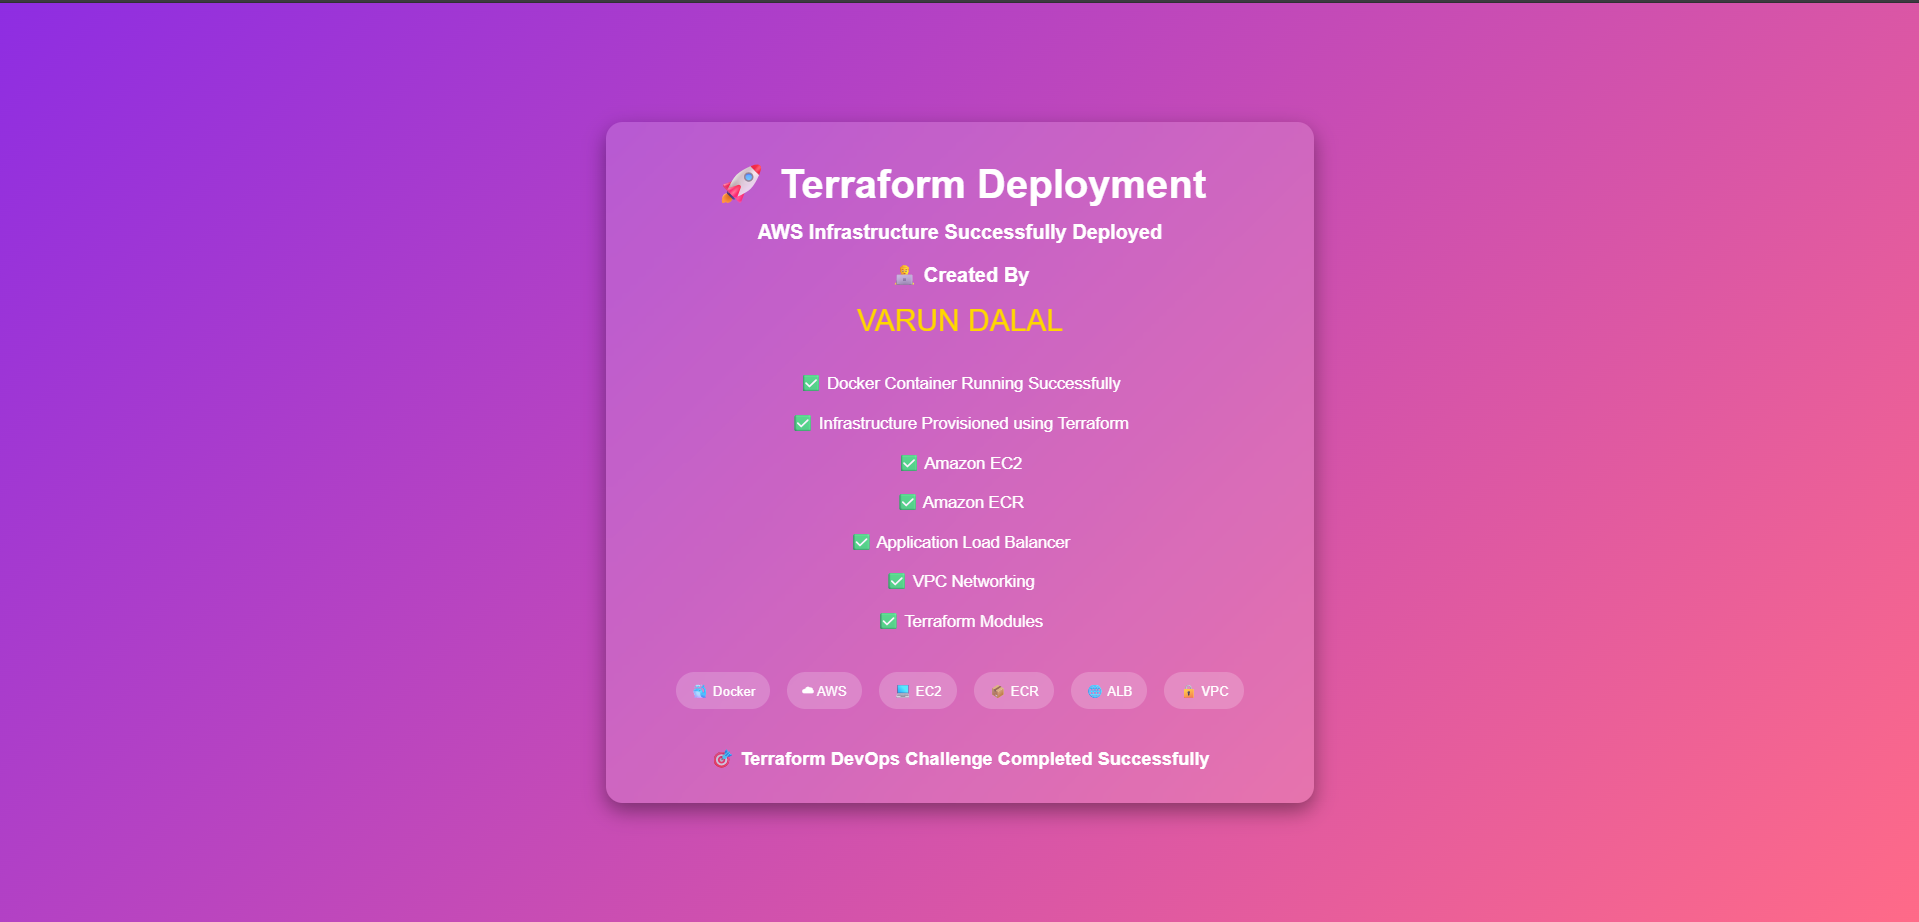 🚀 Terraform Deployment
AWS Infrastructure Successfully Deployed
👨‍💻 Created By
VARUN DALAL
✅ Docker Container Running Successfully
✅ Infrastructure Provisioned using Terraform
✅ Amazon EC2
✅ Amazon ECR
✅ Application Load Balancer
✅ VPC Networking
✅ Terraform Modules
Docker ☁ AWS 💻 EC2 📦 ECR 🌐 ALB 🔒 VPC
🎯 Terraform DevOps Challenge Completed Successfully